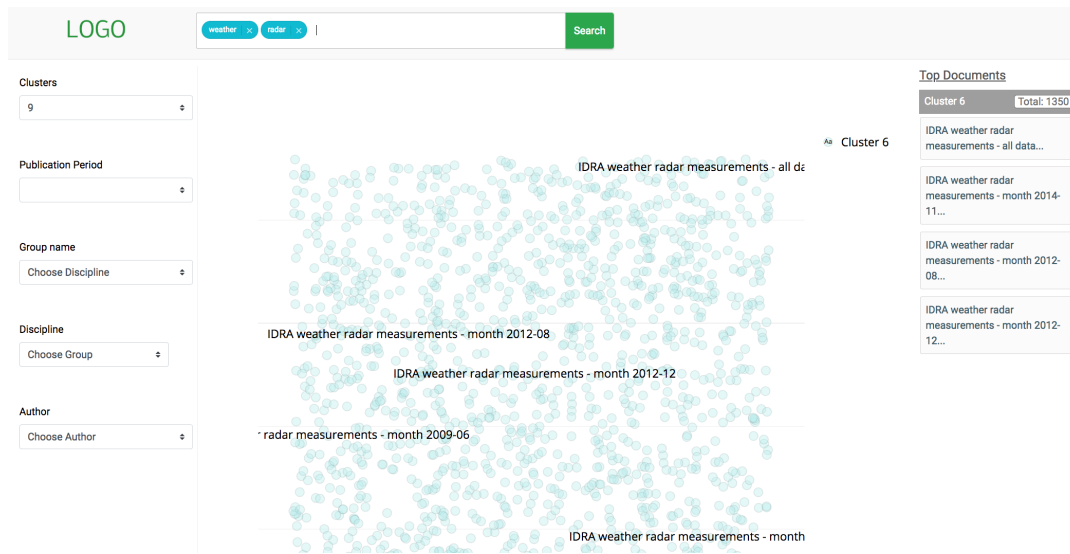 LOGO
weather ×
radar ×
Search
Clusters
9
Publication Period
Group name
Choose Discipline
Discipline
Choose Group
Author
Choose Author
IDRA weather radar measurements - all da
IDRA weather radar measurements - month 2012-08
IDRA weather radar measurements - month 2012-12
r radar measurements - month 2009-06
IDRA weather radar measurements - month
Aa Cluster 6
Top Documents
Cluster 6 Total: 1350
IDRA weather radar
measurements - all data...
IDRA weather radar
measurements - month 2014-
11...
IDRA weather radar
measurements - month 2012-
08...
IDRA weather radar
measurements - month 2012-
12...